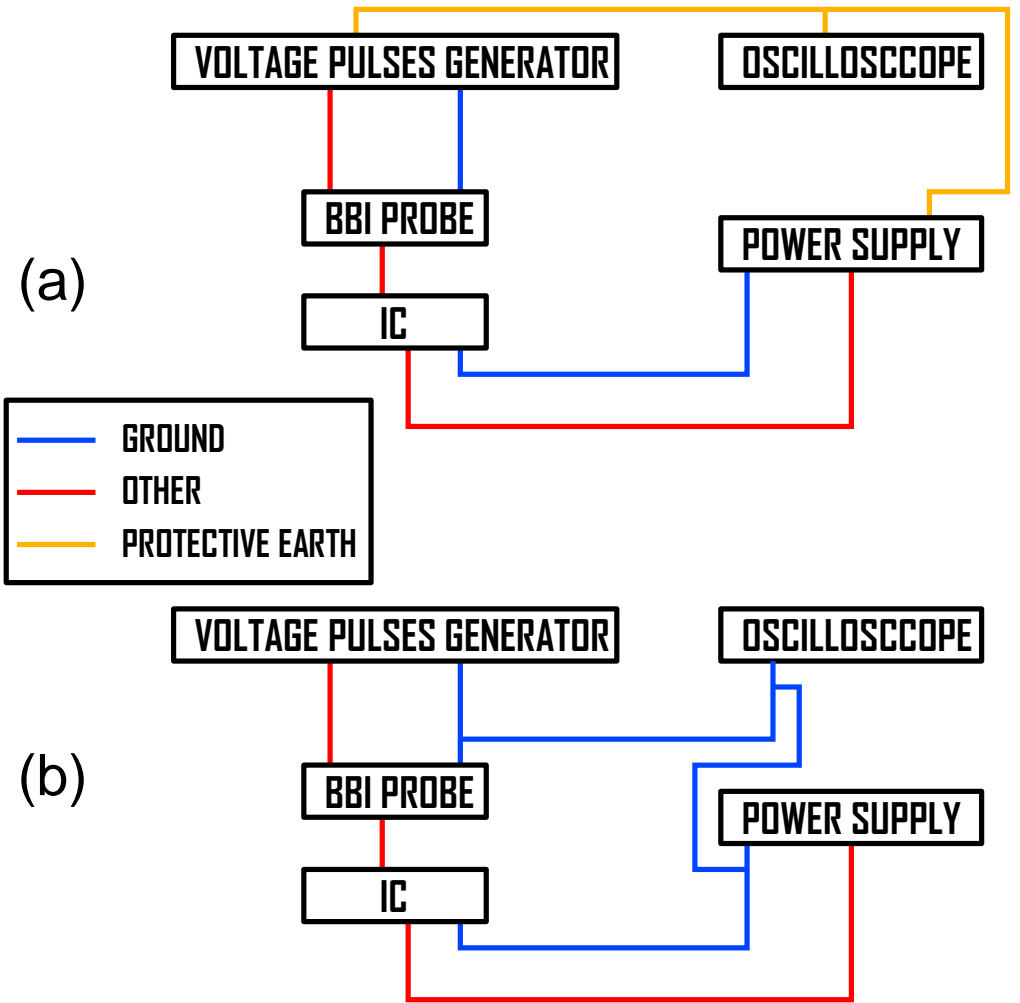 VOLTAGE PULSES GENERATOR
OSCILLOSCCOPE
BBI PROBE
POWER SUPPLY
(a)
IC
GROUND
OTHER
PROTECTIVE EARTH
VOLTAGE PULSES GENERATOR
OSCILLOSCCOPE
(b)
BBI PROBE
POWER SUPPLY
IC